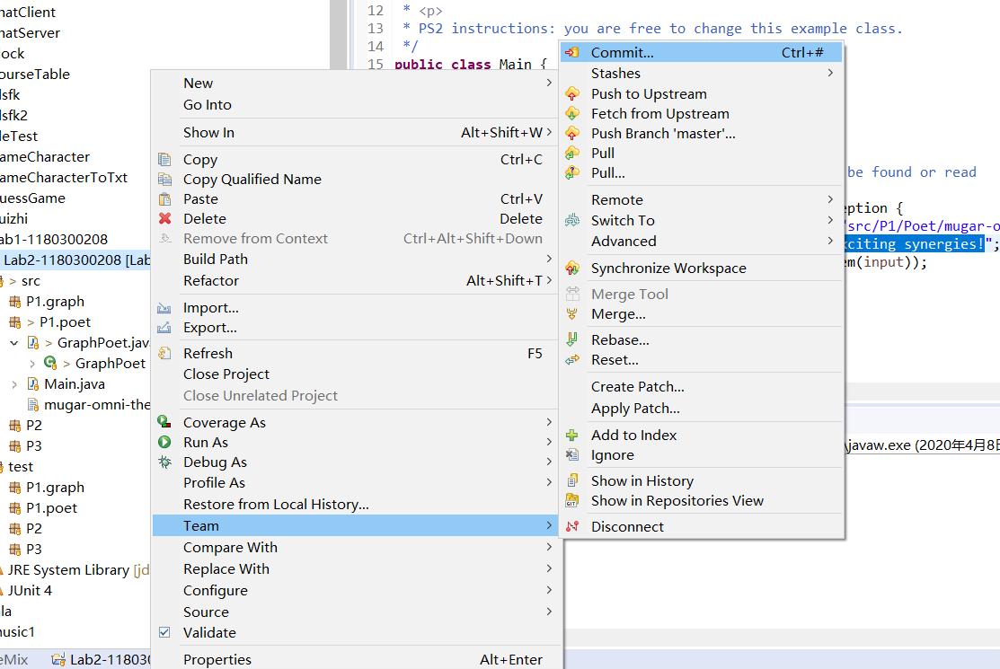 hatClient
hatServer
lock
ourseTable
lsfk
lsfk2
leTest
ameCharacter
ameCharacterToTxt
uessGame
uizhi
ab1-1180300208
Lab2-1180300208 [Lab
> src
P1.graph
> P1.poet
> GraphPoet.jav
> GraphPoet
Main.java
mugar-omni-the
P2
P3
test
P1.graph
P1.poet
P2
P3
JRE System Library [jd
JUnit 4
la
music1
eMix
Lab2-118030
12 * <p>
13 * PS2 instructions: you are free to change this example class.
14 */
15 public class Main {
be found or read
eption {
/src/P1/Poet/mugar-o
citing synergies!";
em(input));
\javaw.exe (2020年4月8日
New
Go Into
Show In Alt+Shift+W
Copy Ctrl+C
Copy Qualified Name
Paste Ctrl+V
Delete Delete
Remove from Context Ctrl+Alt+Shift+Down
Build Path
Refactor Alt+Shift+T
Import...
Export...
Refresh F5
Close Project
Close Unrelated Project
Coverage As
Run As
Debug As
Profile As
Restore from Local History...
Team
Compare With
Replace With
Configure
Source
Validate
Properties Alt+Enter
Commit... Ctrl+#
Stashes
Push to Upstream
Fetch from Upstream
Push Branch 'master'...
Pull
Pull...
Remote
Switch To
Advanced
Synchronize Workspace
Merge Tool
Merge...
Rebase...
Reset...
Create Patch...
Apply Patch...
Add to Index
Ignore
Show in History
GIT
Show in Repositories View
Disconnect